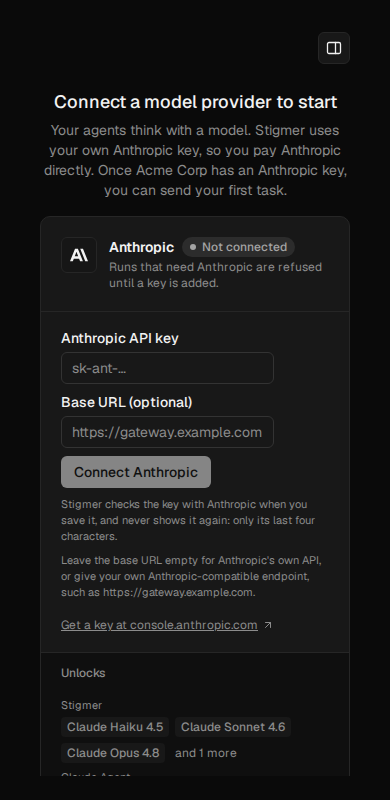 Connect a model provider to start
Your agents think with a model. Stigmer uses
your own Anthropic key, so you pay Anthropic
directly. Once Acme Corp has an Anthropic key,
you can send your first task.
Anthropic
Not connected
Runs that need Anthropic are refused
until a key is added.
Anthropic API key
sk-ant-...
Base URL (optional)
https://gateway.example.com
Connect Anthropic
Stigmer checks the key with Anthropic when you
save it, and never shows it again: only its last four
characters.
Leave the base URL empty for Anthropic's own API,
or give your own Anthropic-compatible endpoint,
such as https://gateway.example.com.
Get a key at console.anthropic.com
Unlocks
Stigmer
Claude Haiku 4.5 Claude Sonnet 4.6
Claude Opus 4.8 and 1 more
Claude Agent